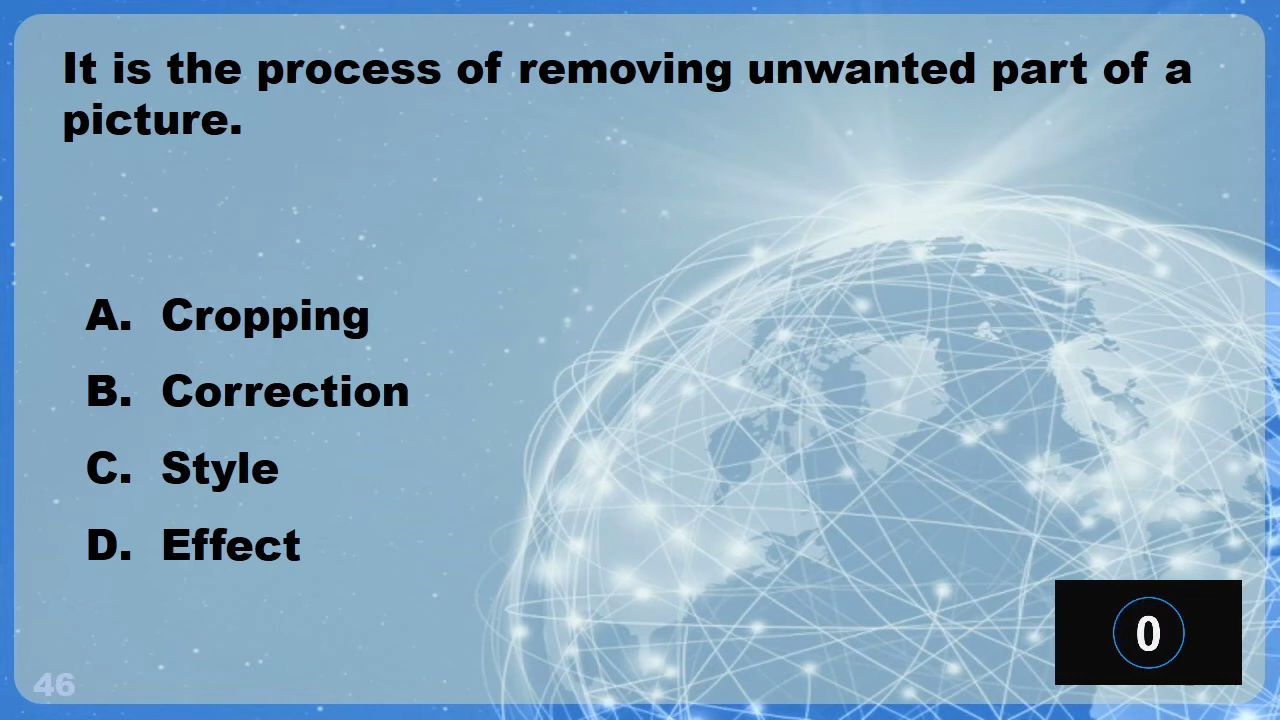 It is the process of removing unwanted part of a
picture.
A. Cropping
B. Correction
C. Style
D. Effect
0
46